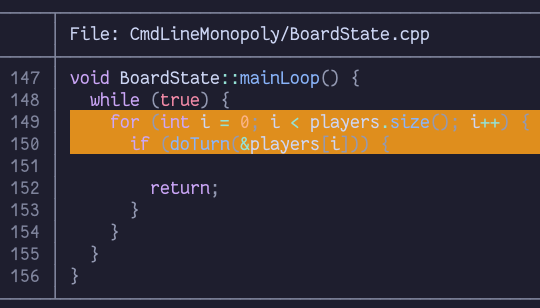 File: CmdLineMonopoly/BoardState.cpp
147 void BoardState::mainLoop() {
148 while (true) {
149 for (int i = 0; i < players.size(); i++) {
150 if (doTurn(&players[i])) {
151
152 return;
153 }
154 }
155 }
156 }